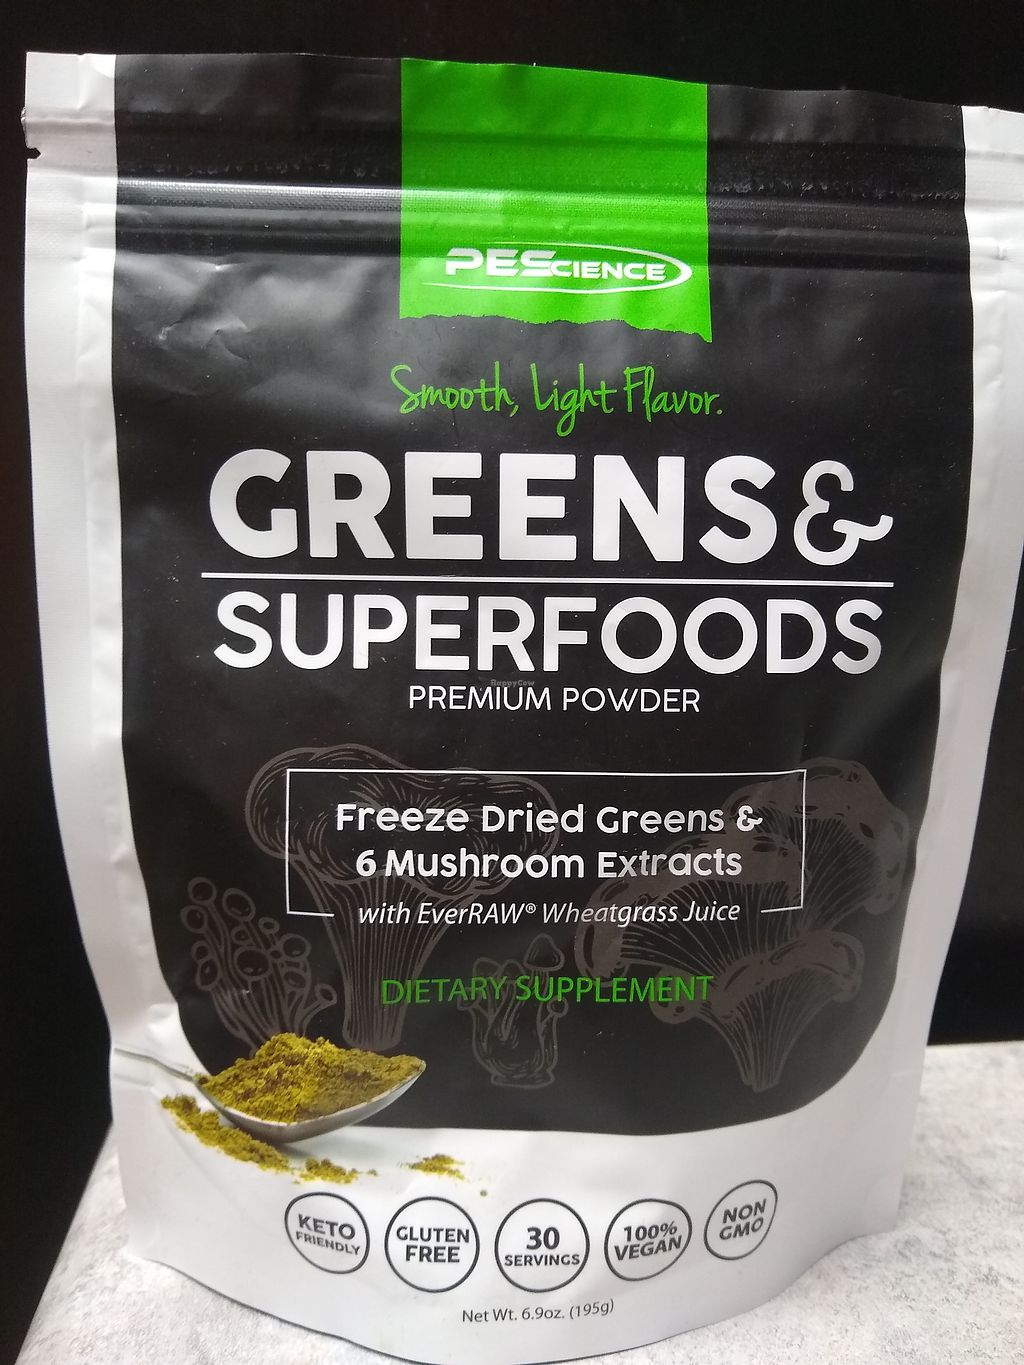 PEScience
Smooth, Light Flavor.
GREENS &
SUPERFOODS
HappyCow
PREMIUM POWDER
Freeze Dried Greens &
6 Mushroom Extracts
with EverRAW® Wheatgrass Juice
DIETARY SUPPLEMENT
KETO
FRIENDLY
GLUTEN
FREE
30
SERVINGS
100%
VEGAN
NON
GMO
Net Wt. 6.9oz. (195g)